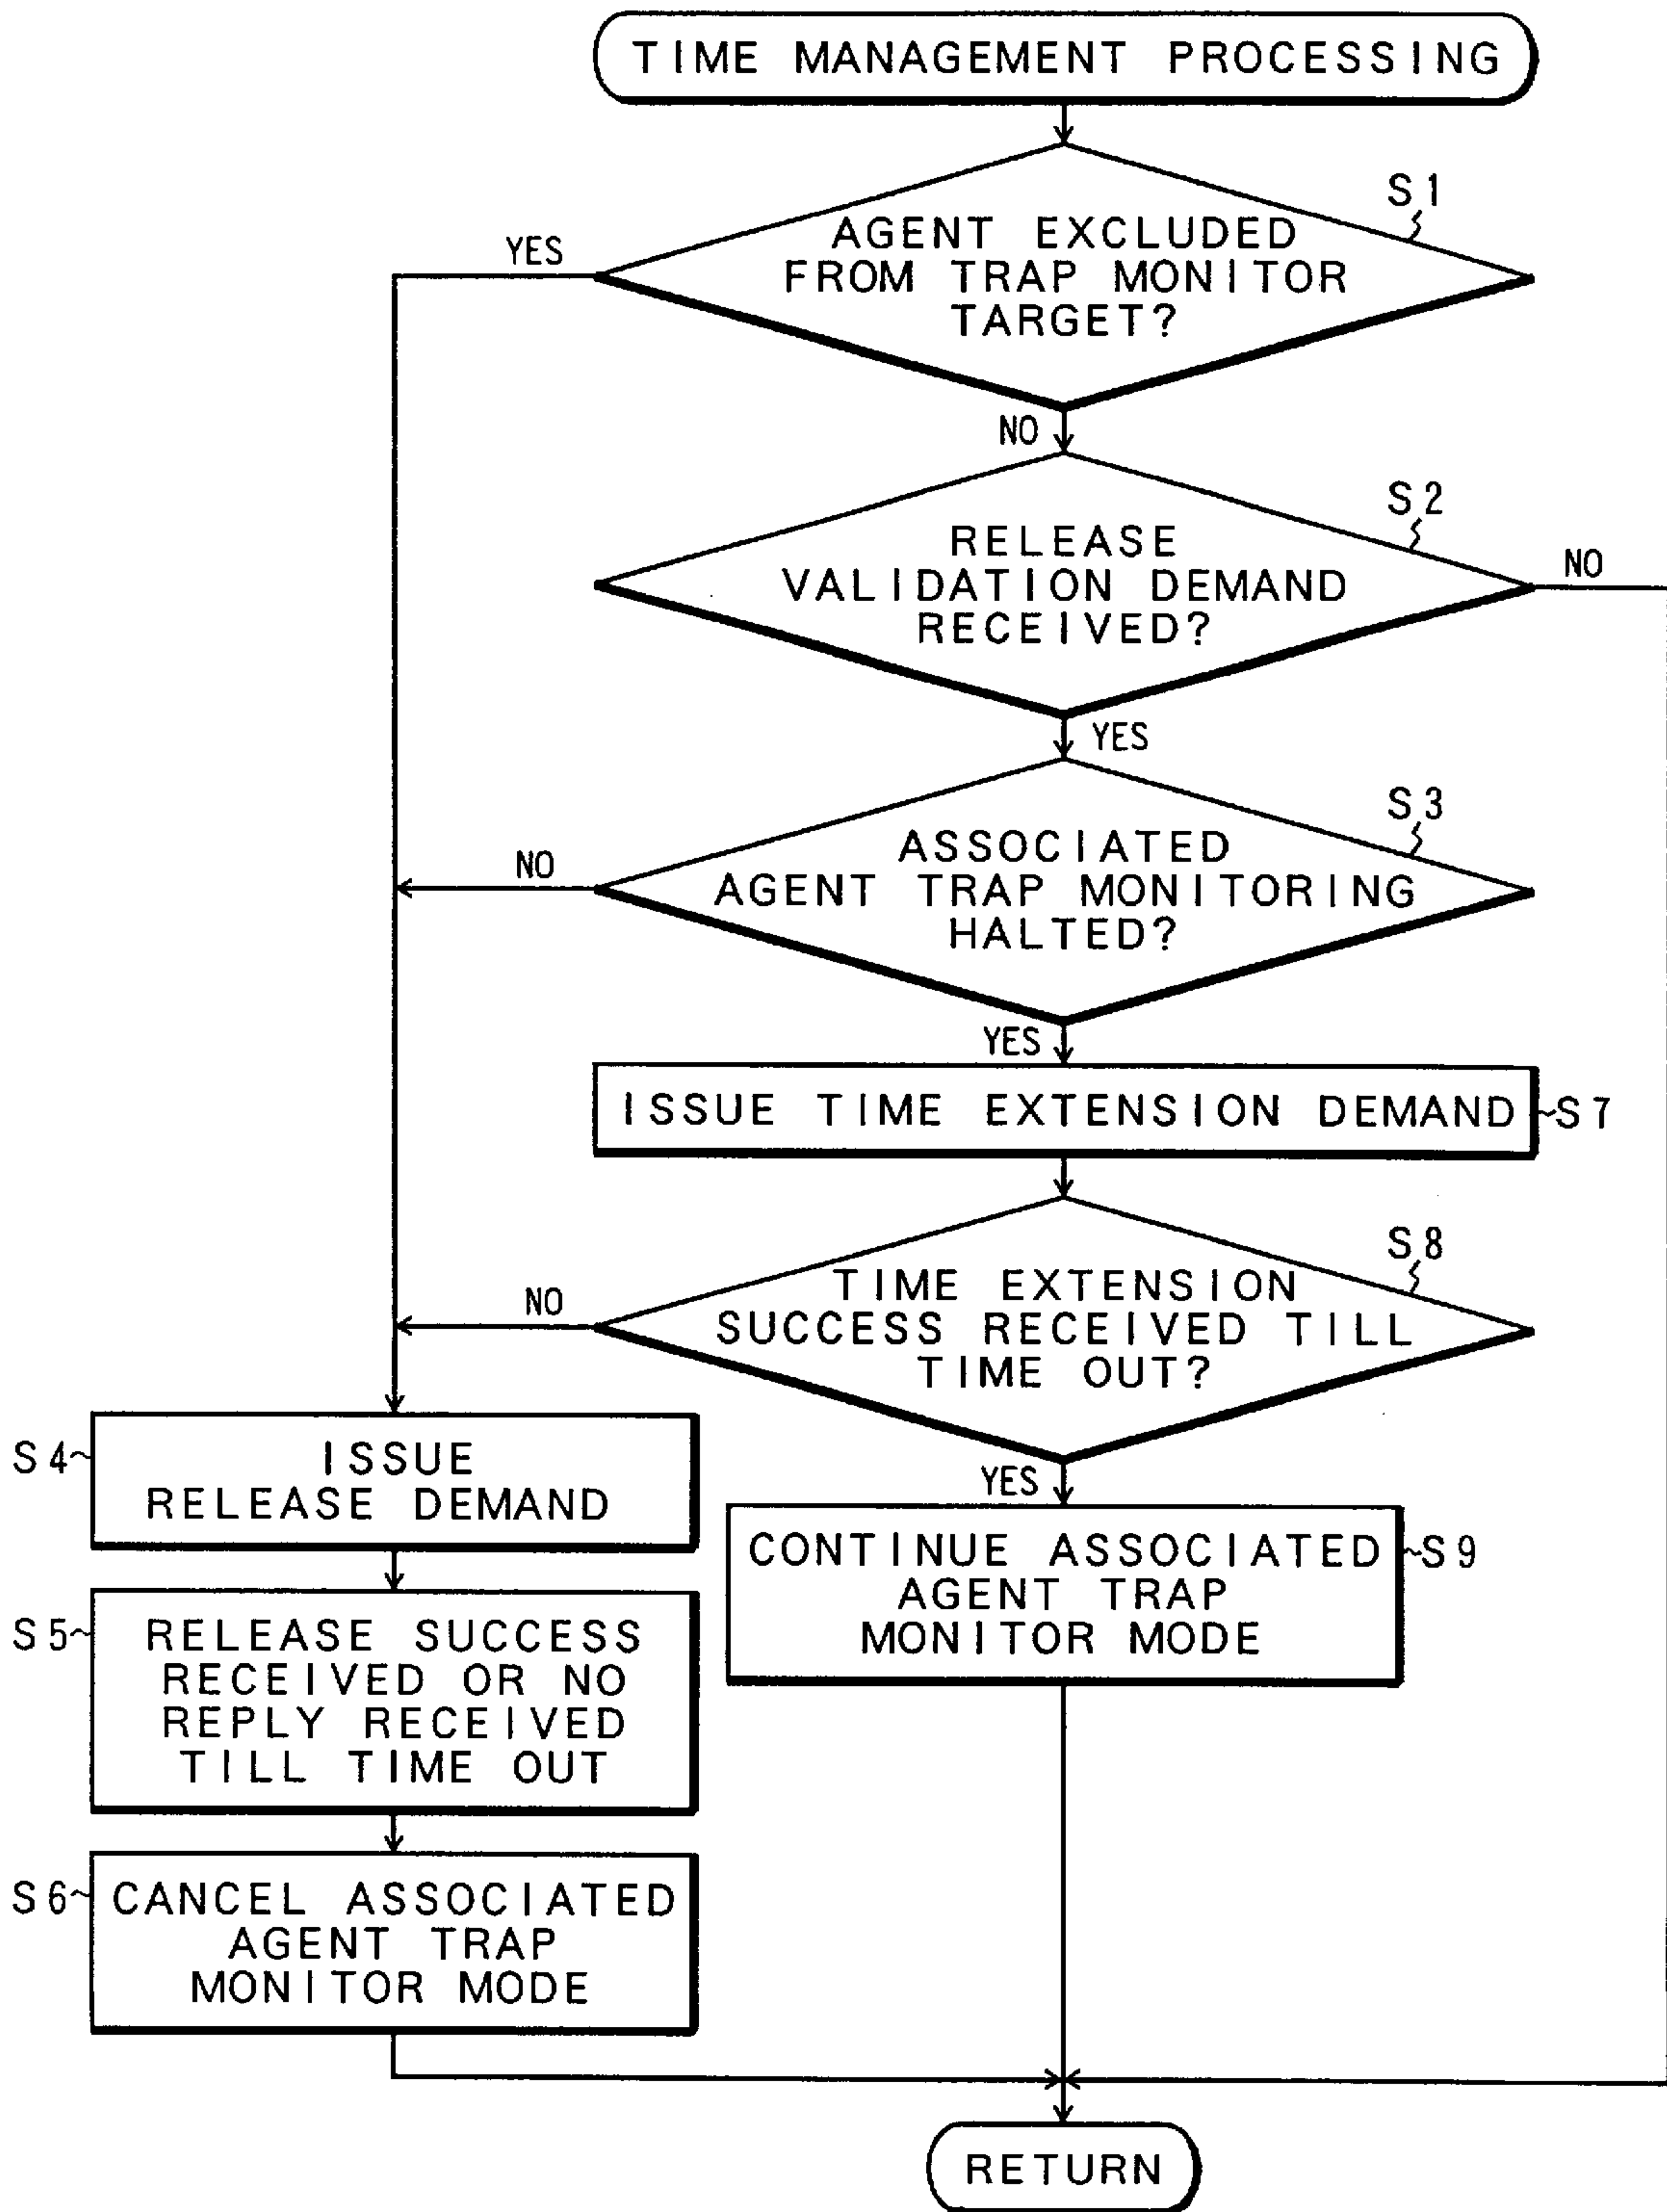 TIME MANAGEMENT PROCESSING
S1
AGENT EXCLUDED
FROM TRAP MONITOR
TARGET?
YES
NO
S2
RELEASE
VALIDATION DEMAND
RECEIVED?
NO
YES
S3
ASSOCIATED
AGENT TRAP MONITORING
HALTED?
NO
YES
ISSUE TIME EXTENSION DEMAND
S7
S8
TIME EXTENSION
SUCCESS RECEIVED TILL
TIME OUT?
NO
YES
S4
ISSUE
RELEASE DEMAND
CONTINUE ASSOCIATED
AGENT TRAP
MONITOR MODE
S9
S5
RELEASE SUCCESS
RECEIVED OR NO
REPLY RECEIVED
TILL TIME OUT
S6
CANCEL ASSOCIATED
AGENT TRAP
MONITOR MODE
RETURN